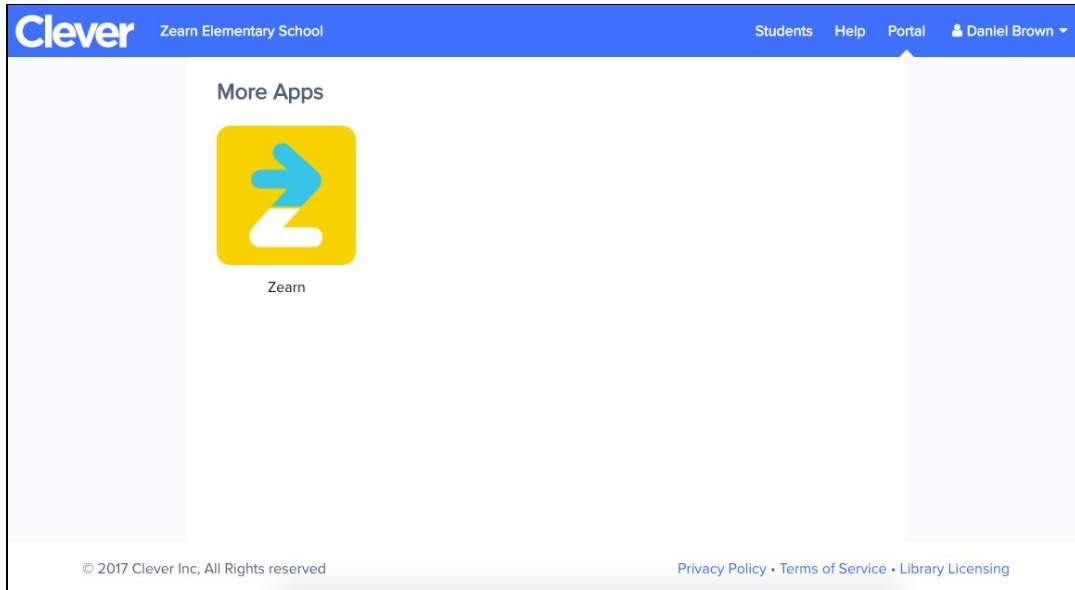 Clever Zearn Elementary School Students Help Portal Daniel Brown
More Apps
Zearn
© 2017 Clever Inc, All Rights reserved Privacy Policy • Terms of Service • Library Licensing